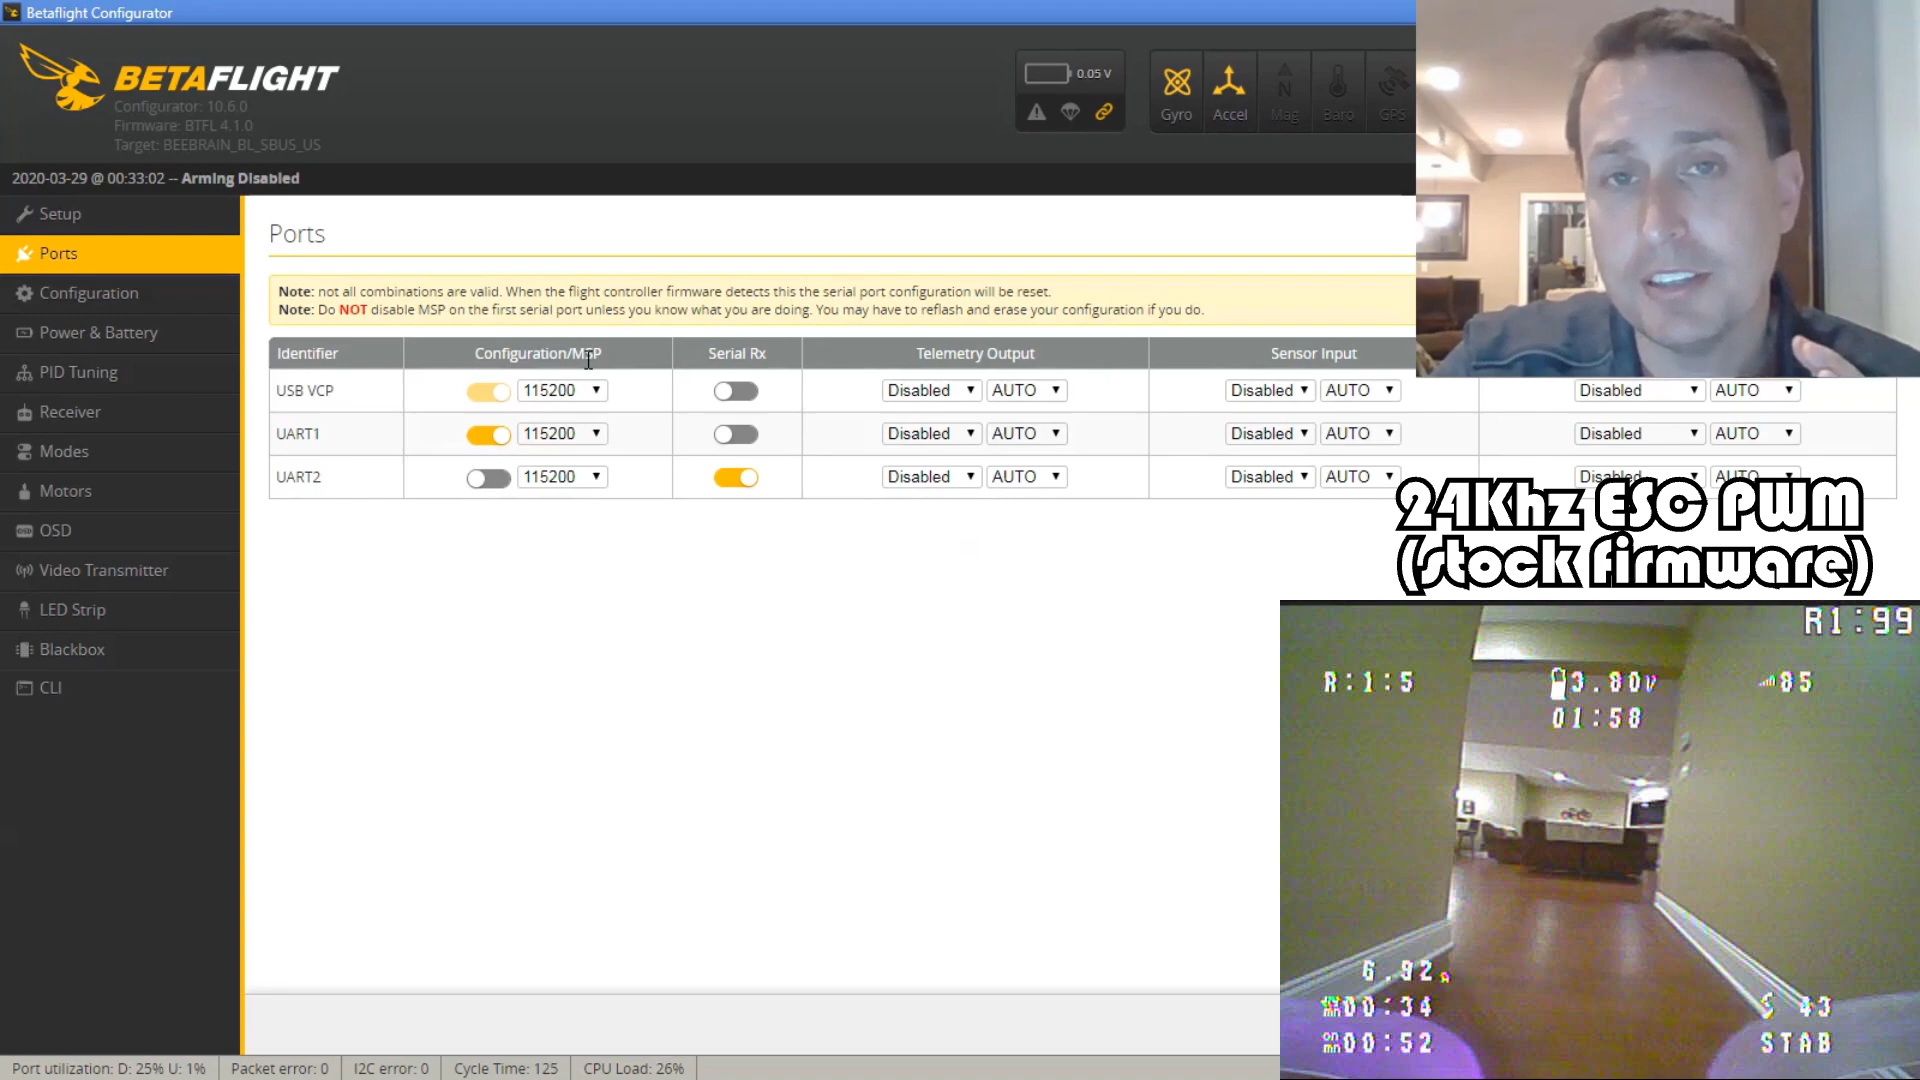 Betaflight Configurator
BETAFLIGHT
Configurator: 10.6.0
Firmware: BTFL 4.1.0
Target: BEEBRAIN_BL_SBUS_US
0.05 V
Gyro
Accel
Mag
Baro
GPS
2020-03-29 @ 00:33:02 -- Arming Disabled
Setup
Ports
Configuration
Power & Battery
PID Tuning
Receiver
Modes
Motors
OSD
Video Transmitter
LED Strip
Blackbox
CLI
Ports
Note: not all combinations are valid. When the flight controller firmware detects this the serial port configuration will be reset.
Note: Do NOT disable MSP on the first serial port unless you know what you are doing. You may have to reflash and erase your configuration if you do.
Identifier Configuration/MSP Serial Rx Telemetry Output Sensor Input
USB VCP 115200 Disabled AUTO Disabled AUTO Disabled AUTO
UART1 115200 Disabled AUTO Disabled AUTO Disabled AUTO
UART2 115200 Disabled AUTO Disabled AUTO Disabled AUTO
24Khz ESC PWM
(stock firmware)
R1:99
R:1:5 3.80V 85
01:58
6.92A
00:34 43
on mn 00:52 STAB
Port utilization: D: 25% U: 1% Packet error: 0 I2C error: 0 Cycle Time: 125 CPU Load: 26%